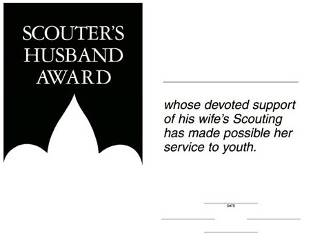 SCOUTER'S
HUSBAND
AWARD
whose devoted support
of his wife's Scouting
has made possible her
service to youth.
DATE